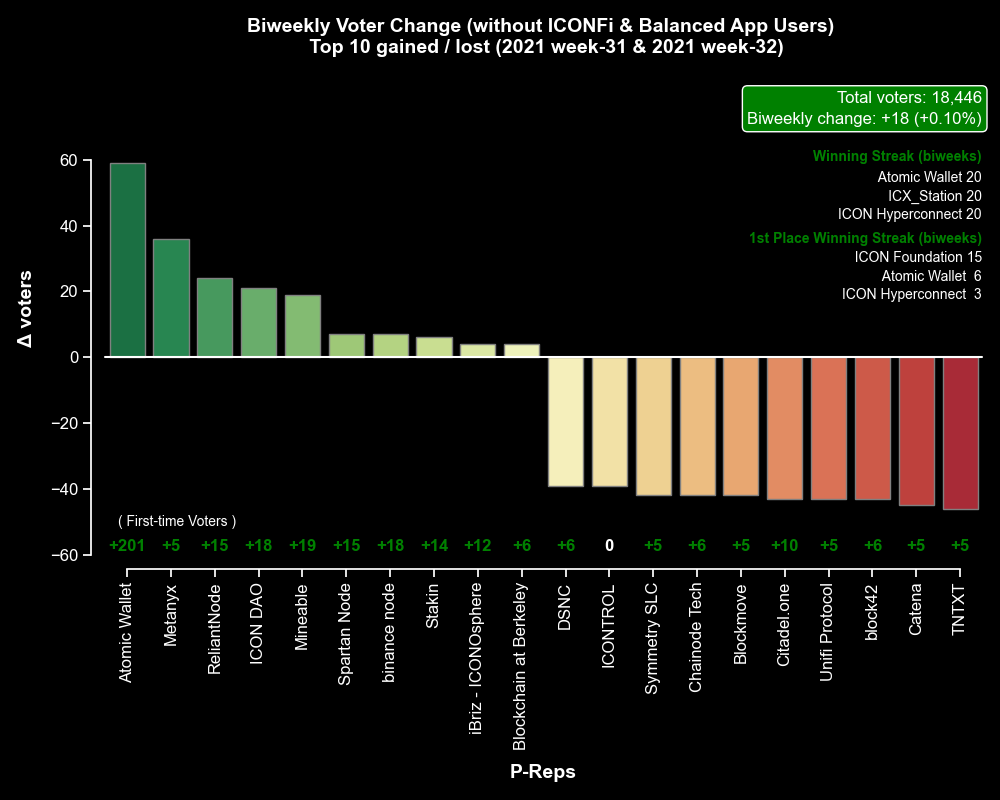 Biweekly Voter Change (without ICONFi & Balanced App Users)
Top 10 gained / lost (2021 week-31 & 2021 week-32)
Total voters: 18,446
Biweekly change: +18 (+0.10%)
Winning Streak (biweeks)
Atomic Wallet 20
ICX_Station 20
ICON Hyperconnect 20
1st Place Winning Streak (biweeks)
ICON Foundation 15
Atomic Wallet 6
ICON Hyperconnect 3
Δ voters
60
40
20
0
−20
−40
−60
( First-time Voters )
+201 +5 +15 +18 +19 +15 +18 +14 +12 +6 +6 0 +5 +6 +5 +10 +5 +6 +5 +5
Atomic Wallet
Metanyx
ReliantNode
ICON DAO
Mineable
Spartan Node
binance node
Stakin
iBriz - ICONOsphere
Blockchain at Berkeley
DSNC
ICONTROL
Symmetry SLC
Chainode Tech
Blockmove
Citadel.one
Unifi Protocol
block42
Catena
TNTXT
P-Reps